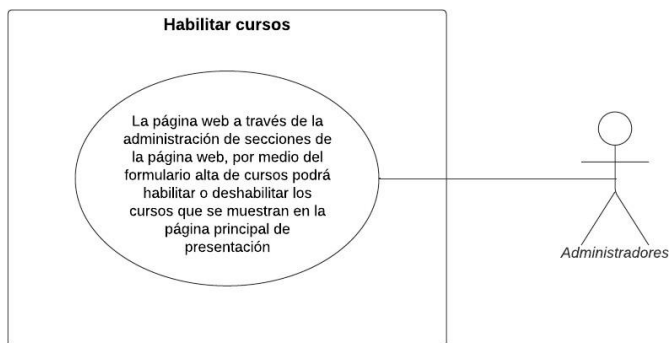 Habilitar cursos
La página web a través de la
administración de secciones de
la página web, por medio del
formulario alta de cursos podrá
habilitar o deshabilitar los
cursos que se muestran en la
página principal de
presentación
Administradores